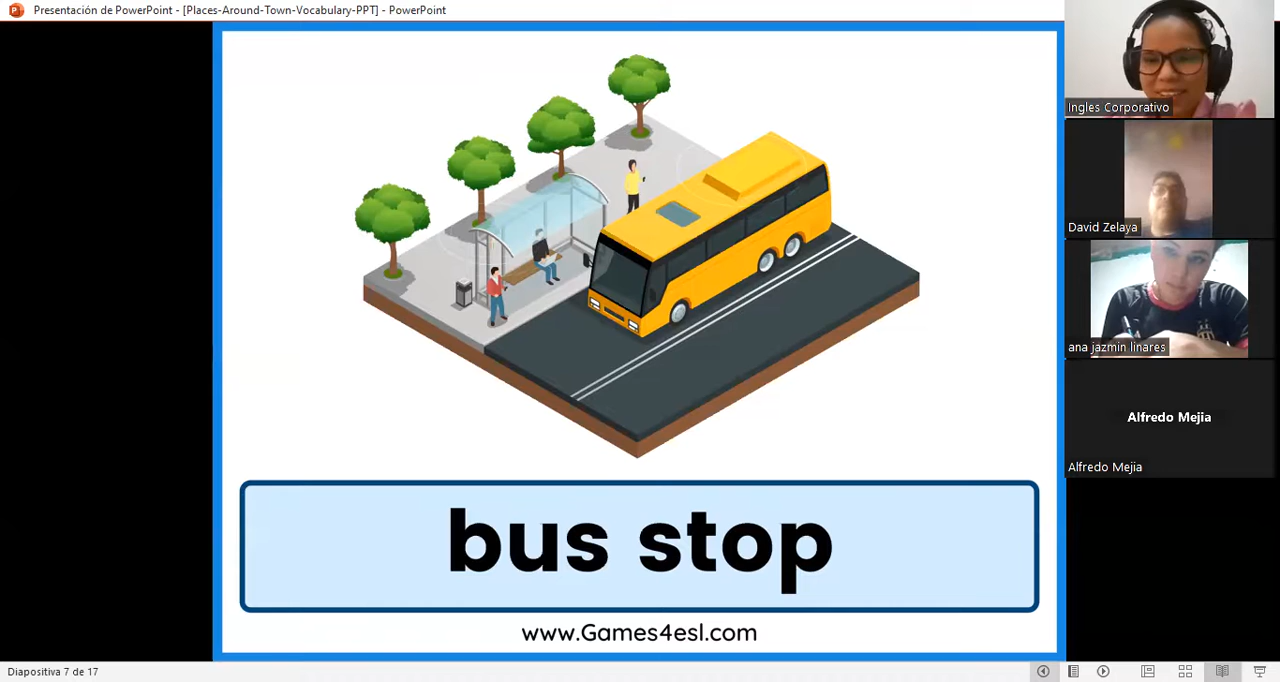 Presentación de PowerPoint - [Places-Around-Town-Vocabulary-PPT] - PowerPoint
Ingles Corporativo
David Zelaya
ana jazmin linares
Alfredo Mejia
Alfredo Mejia
bus stop
www.Games4esl.com
Diapositiva 7 de 17